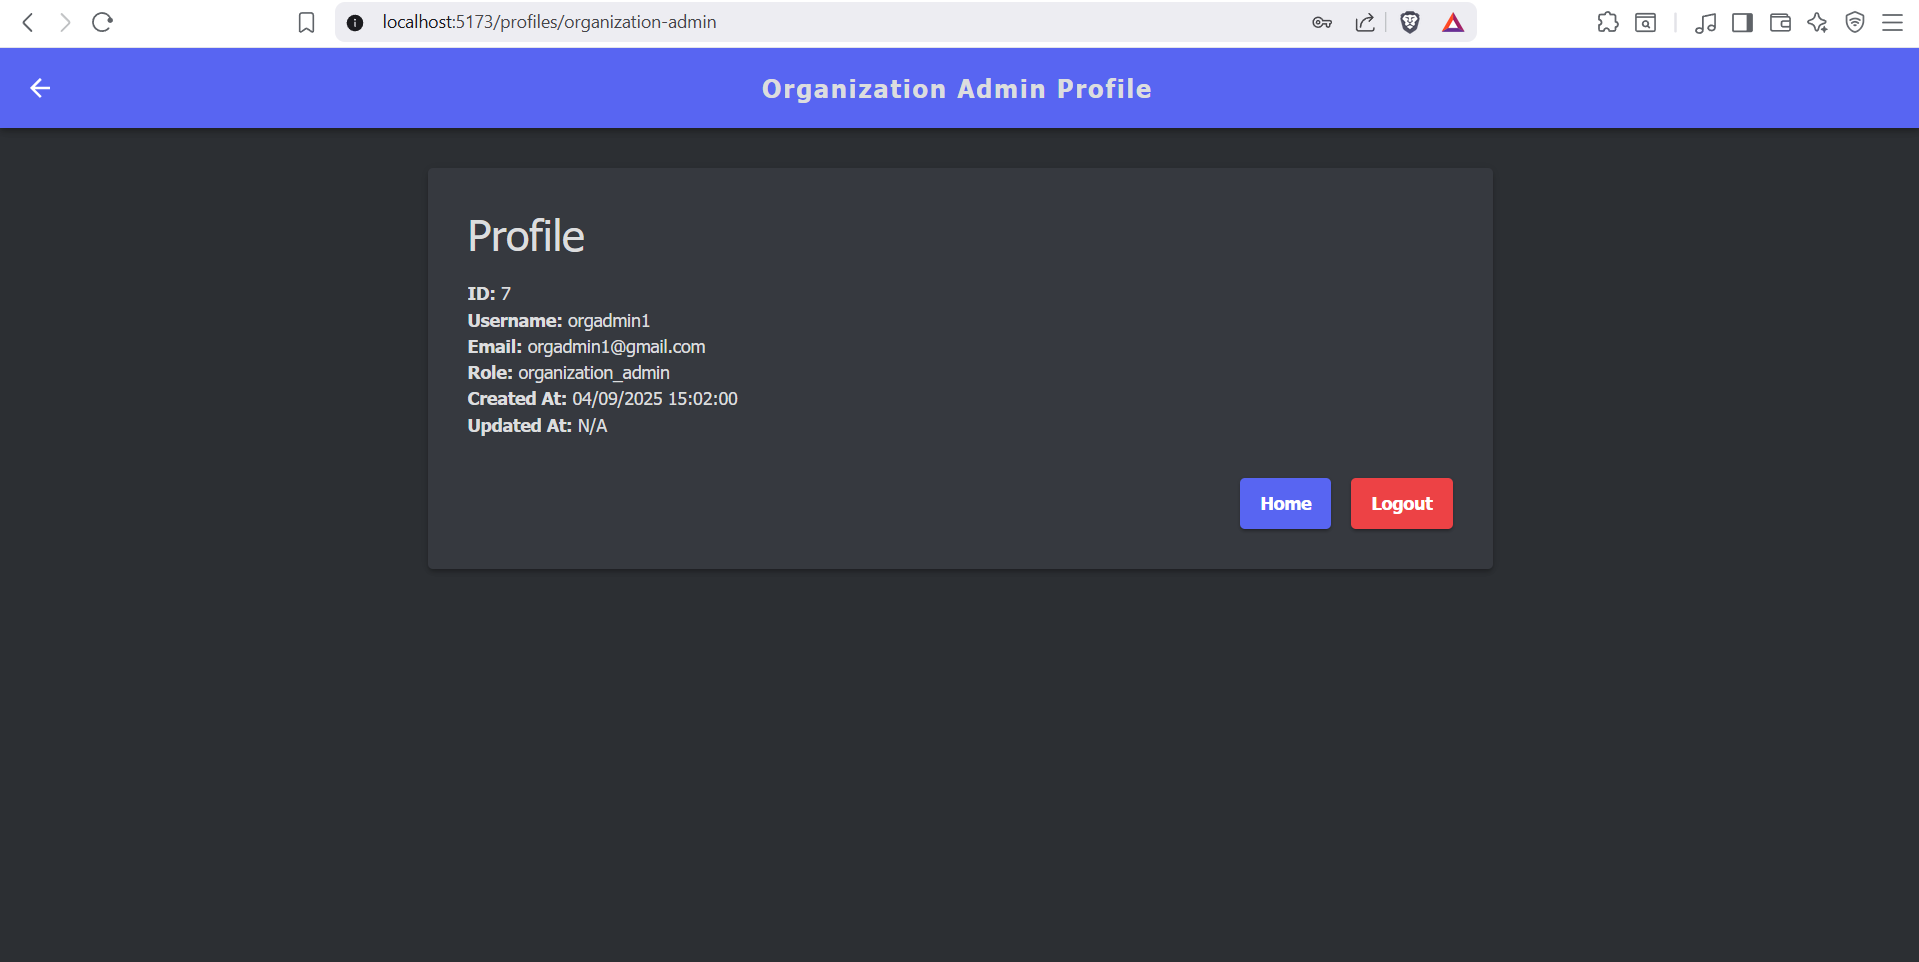 localhost:5173/profiles/organization-admin
Organization Admin Profile
Profile
ID: 7
Username: orgadmin1
Email: orgadmin1@gmail.com
Role: organization_admin
Created At: 04/09/2025 15:02:00
Updated At: N/A
Home
Logout